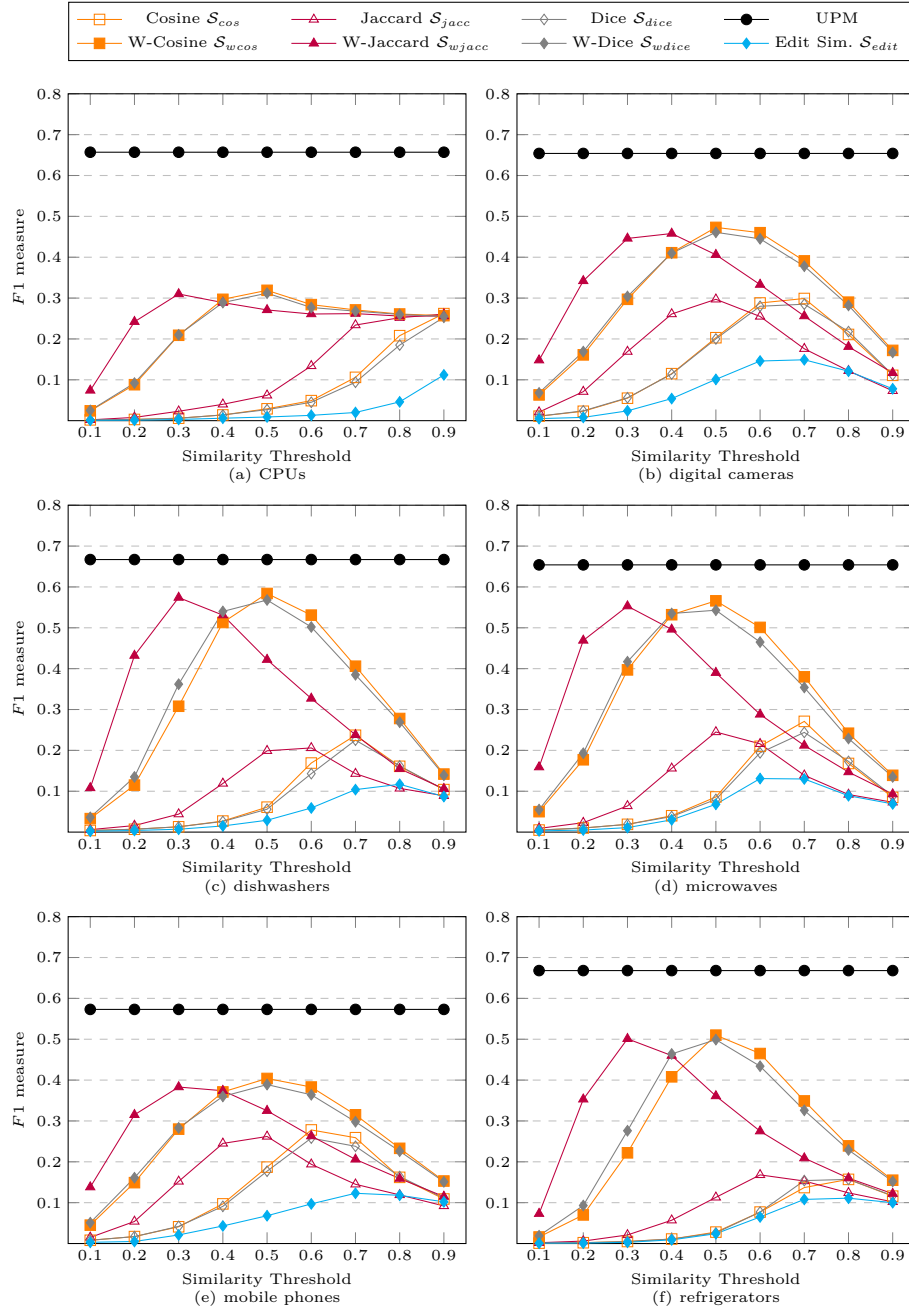 Cosine 𝒮cos Jaccard 𝒮jacc Dice 𝒮dice UPM
W-Cosine 𝒮wcos W-Jaccard 𝒮wjacc W-Dice 𝒮wdice Edit Sim. 𝒮edit
0.8
0.7
0.6
0.5
0.4
0.3
0.2
0.1
F1 measure
0.1 0.2 0.3 0.4 0.5 0.6 0.7 0.8 0.9
Similarity Threshold
(a) CPUs
0.8
0.7
0.6
0.5
0.4
0.3
0.2
0.1
0.1 0.2 0.3 0.4 0.5 0.6 0.7 0.8 0.9
Similarity Threshold
(b) digital cameras
0.8
0.7
0.6
0.5
0.4
0.3
0.2
0.1
F1 measure
0.1 0.2 0.3 0.4 0.5 0.6 0.7 0.8 0.9
Similarity Threshold
(c) dishwashers
0.8
0.7
0.6
0.5
0.4
0.3
0.2
0.1
0.1 0.2 0.3 0.4 0.5 0.6 0.7 0.8 0.9
Similarity Threshold
(d) microwaves
0.8
0.7
0.6
0.5
0.4
0.3
0.2
0.1
F1 measure
0.1 0.2 0.3 0.4 0.5 0.6 0.7 0.8 0.9
Similarity Threshold
(e) mobile phones
0.8
0.7
0.6
0.5
0.4
0.3
0.2
0.1
0.1 0.2 0.3 0.4 0.5 0.6 0.7 0.8 0.9
Similarity Threshold
(f) refrigerators